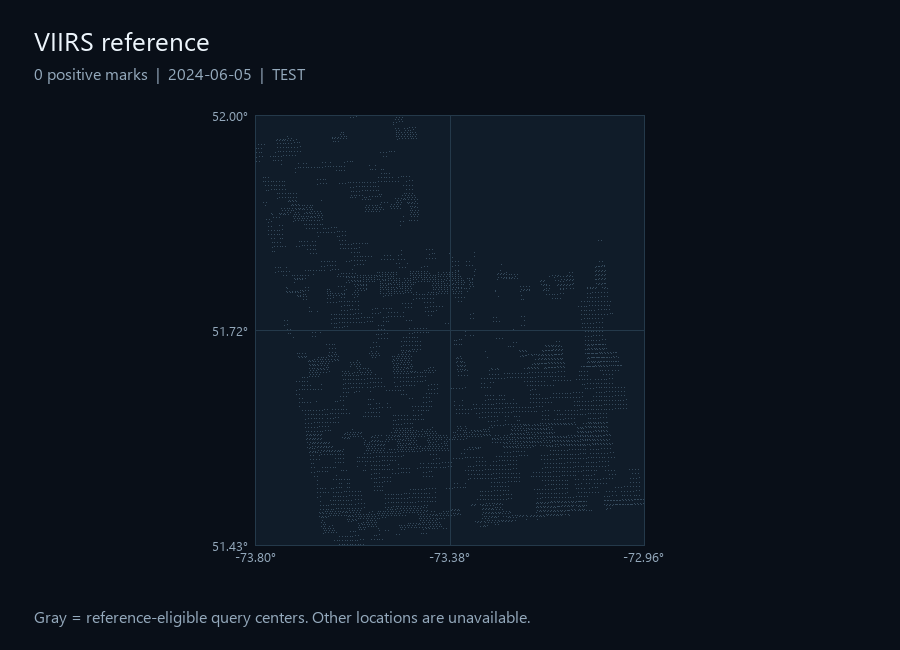 VIIRS reference
0 positive marks | 2024-06-05 | TEST
52.00°
51.72°
51.43°
-73.80°
-73.38°
-72.96°
Gray = reference-eligible query centers. Other locations are unavailable.